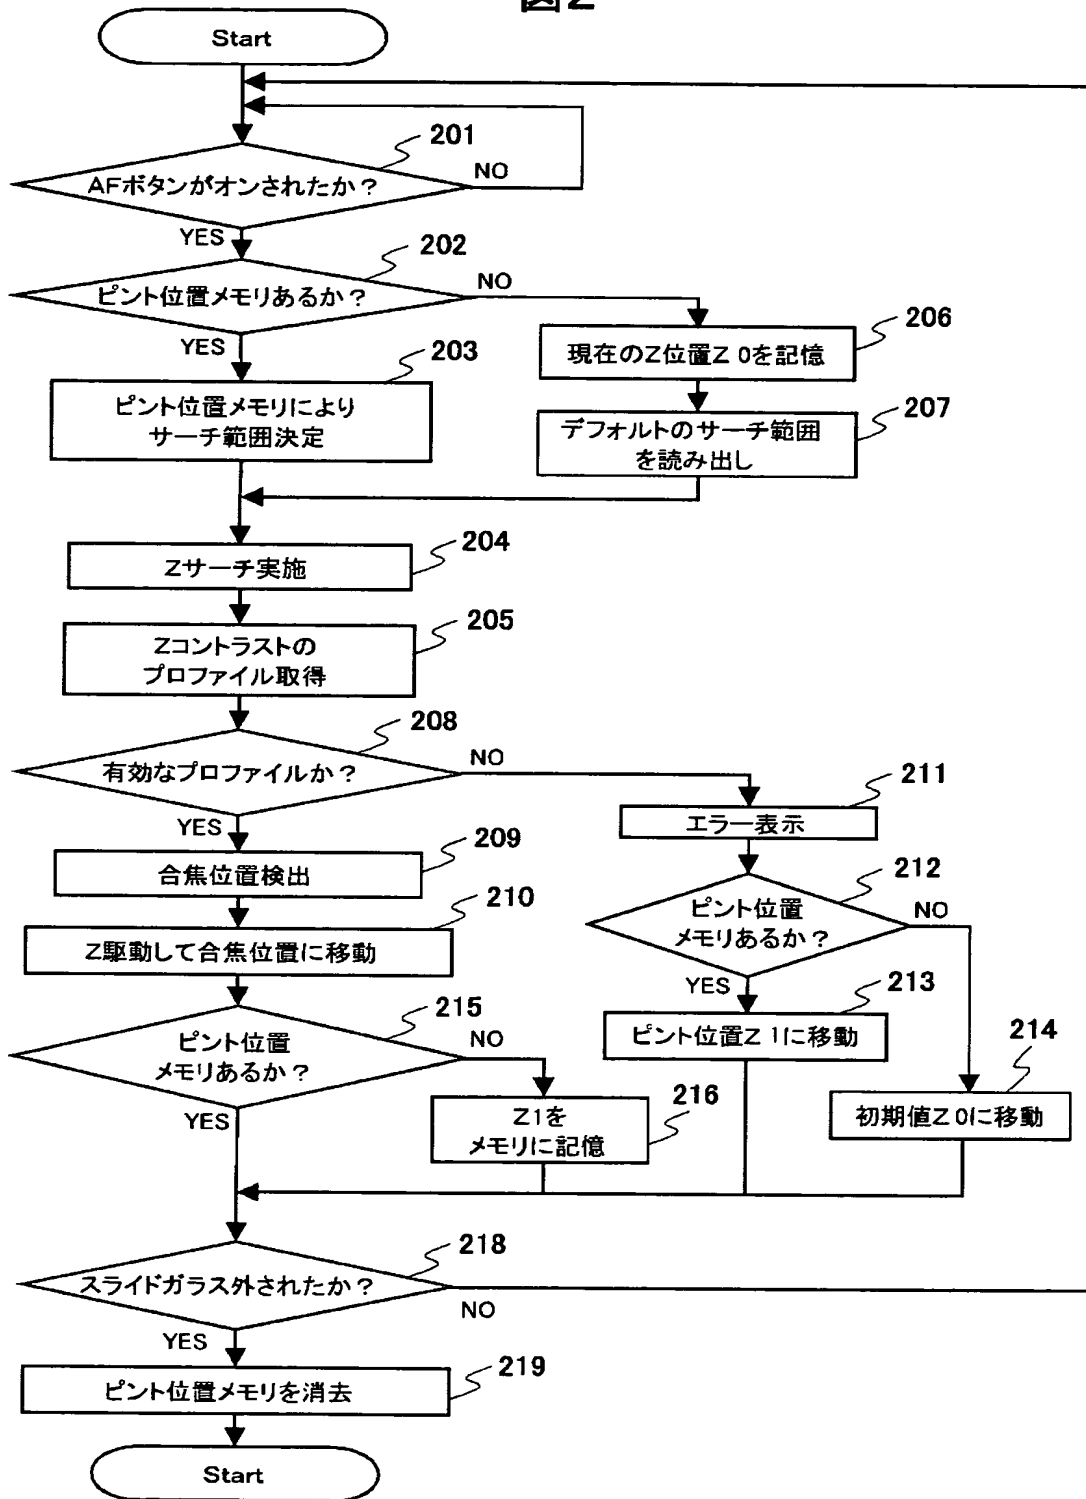 図2
Start
201
AFボタンがオンされたか？
NO
YES
202
ピント位置メモリあるか？
NO
YES
203
ピント位置メモリにより
サーチ範囲決定
206
現在のZ位置Z0を記憶
207
デフォルトのサーチ範囲
を読み出し
204
Zサーチ実施
205
Zコントラストの
プロファイル取得
208
有効なプロファイルか？
NO
YES
211
エラー表示
209
合焦位置検出
212
ピント位置
メモリあるか？
NO
YES
210
Z駆動して合焦位置に移動
213
ピント位置Z1に移動
214
初期値Z0に移動
215
ピント位置
メモリあるか？
NO
YES
216
Z1を
メモリに記憶
218
スライドガラス外されたか？
NO
YES
219
ピント位置メモリを消去
Start